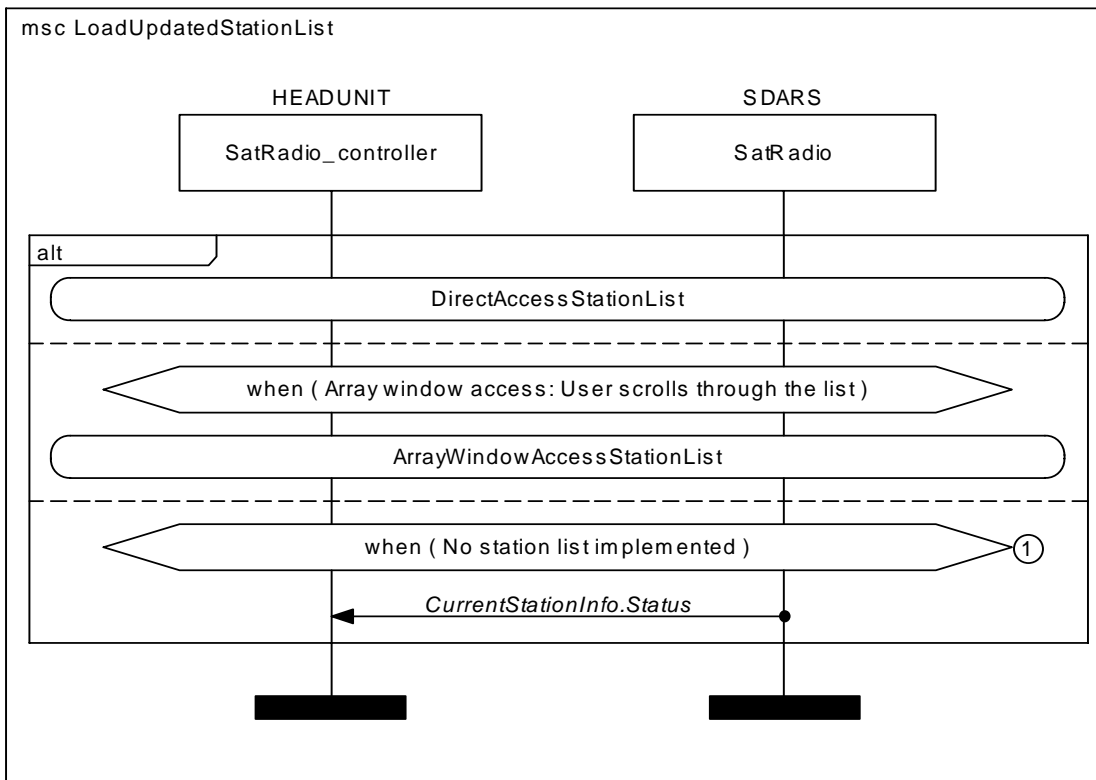 msc LoadUpdatedStationList
HEADUNIT
SDARS
SatRadio_controller
SatRadio
alt
DirectAccessStationList
when ( Array window access: User scrolls through the list )
ArrayWindowAccessStationList
when ( No station list implemented )
1
CurrentStationInfo.Status